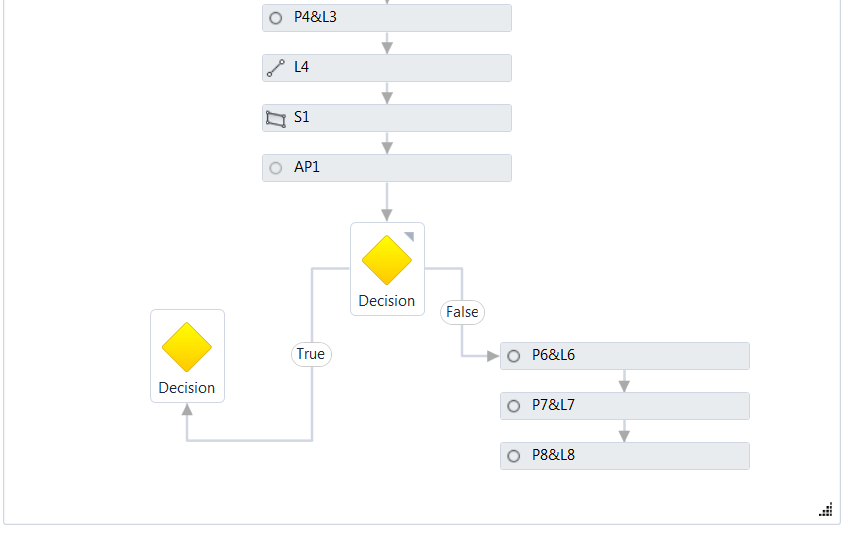 P4&L3
L4
S1
AP1
Decision
False
True
P6&L6
Decision
P7&L7
P8&L8